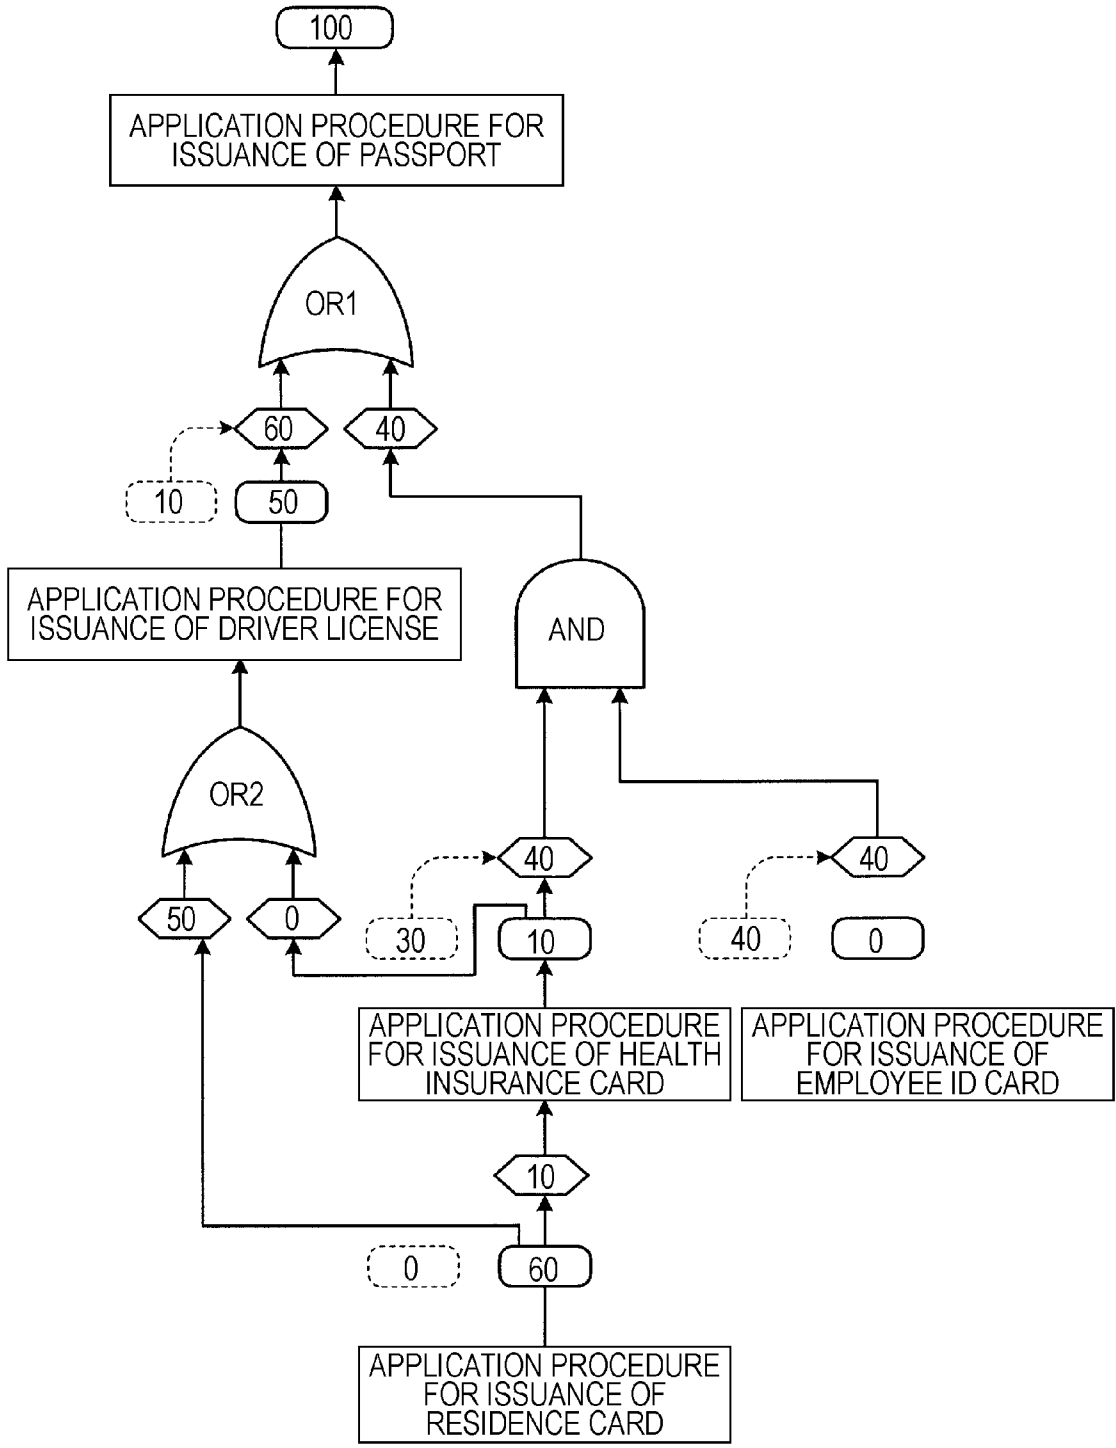 100
APPLICATION PROCEDURE FOR
ISSUANCE OF PASSPORT
OR1
60
40
10
50
APPLICATION PROCEDURE FOR
ISSUANCE OF DRIVER LICENSE
AND
OR2
40
40
50
0
30
10
40
0
APPLICATION PROCEDURE
FOR ISSUANCE OF HEALTH
INSURANCE CARD
APPLICATION PROCEDURE
FOR ISSUANCE OF
EMPLOYEE ID CARD
10
0
60
APPLICATION PROCEDURE
FOR ISSUANCE OF
RESIDENCE CARD